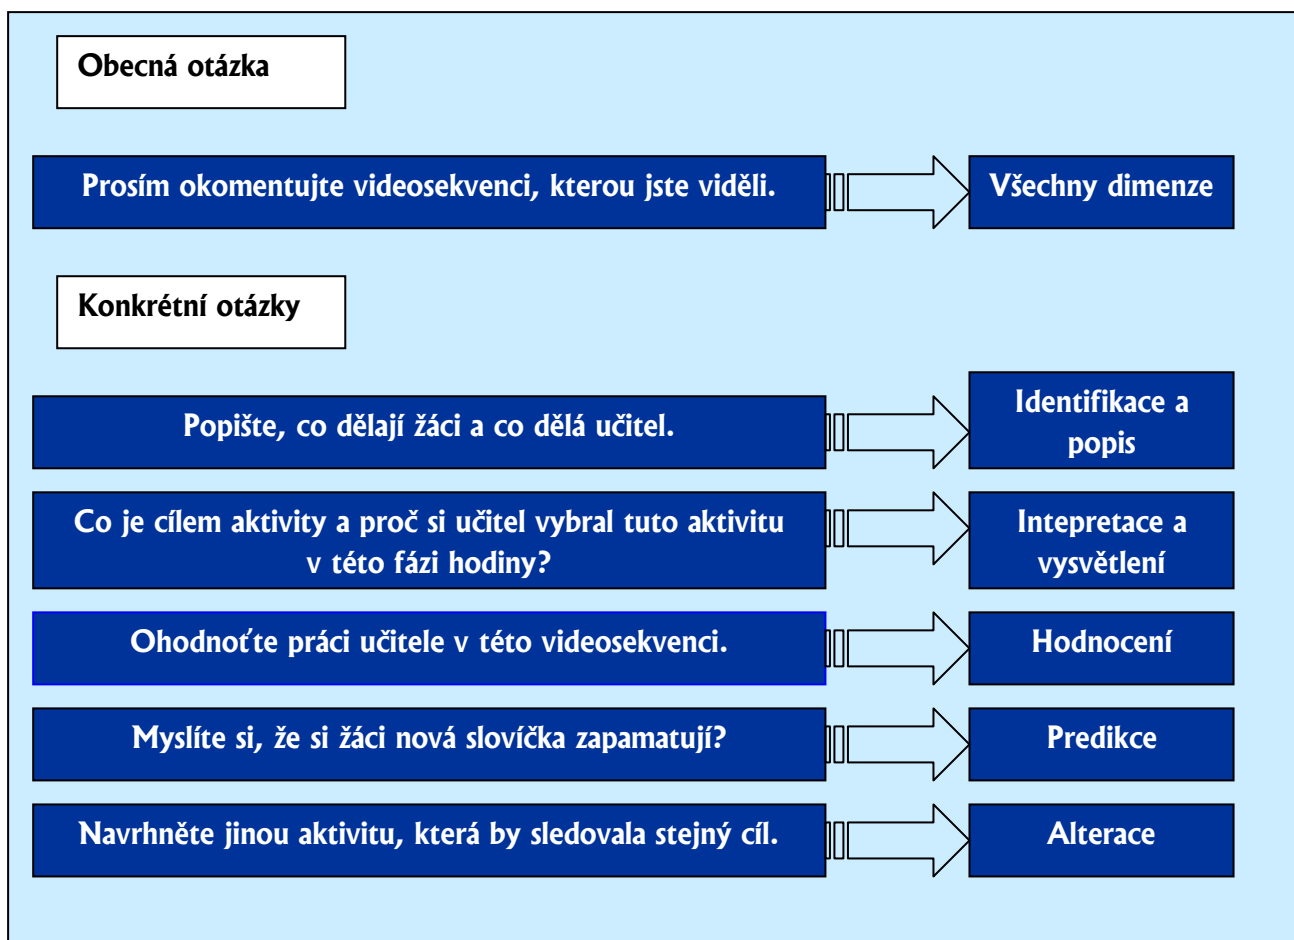 Obecná otázka
Prosím okomentujte videosekvenci, kterou jste viděli.
Všechny dimenze
Konkrétní otázky
Popište, co dělají žáci a co dělá učitel.
Identifikace a
popis
Co je cílem aktivity a proč si učitel vybral tuto aktivitu
v této fázi hodiny?
Intepretace a
vysvětlení
Ohodnoťte práci učitele v této videosekvenci.
Hodnocení
Myslíte si, že si žáci nová slovíčka zapamatují?
Predikce
Navrhněte jinou aktivitu, která by sledovala stejný cíl.
Alterace